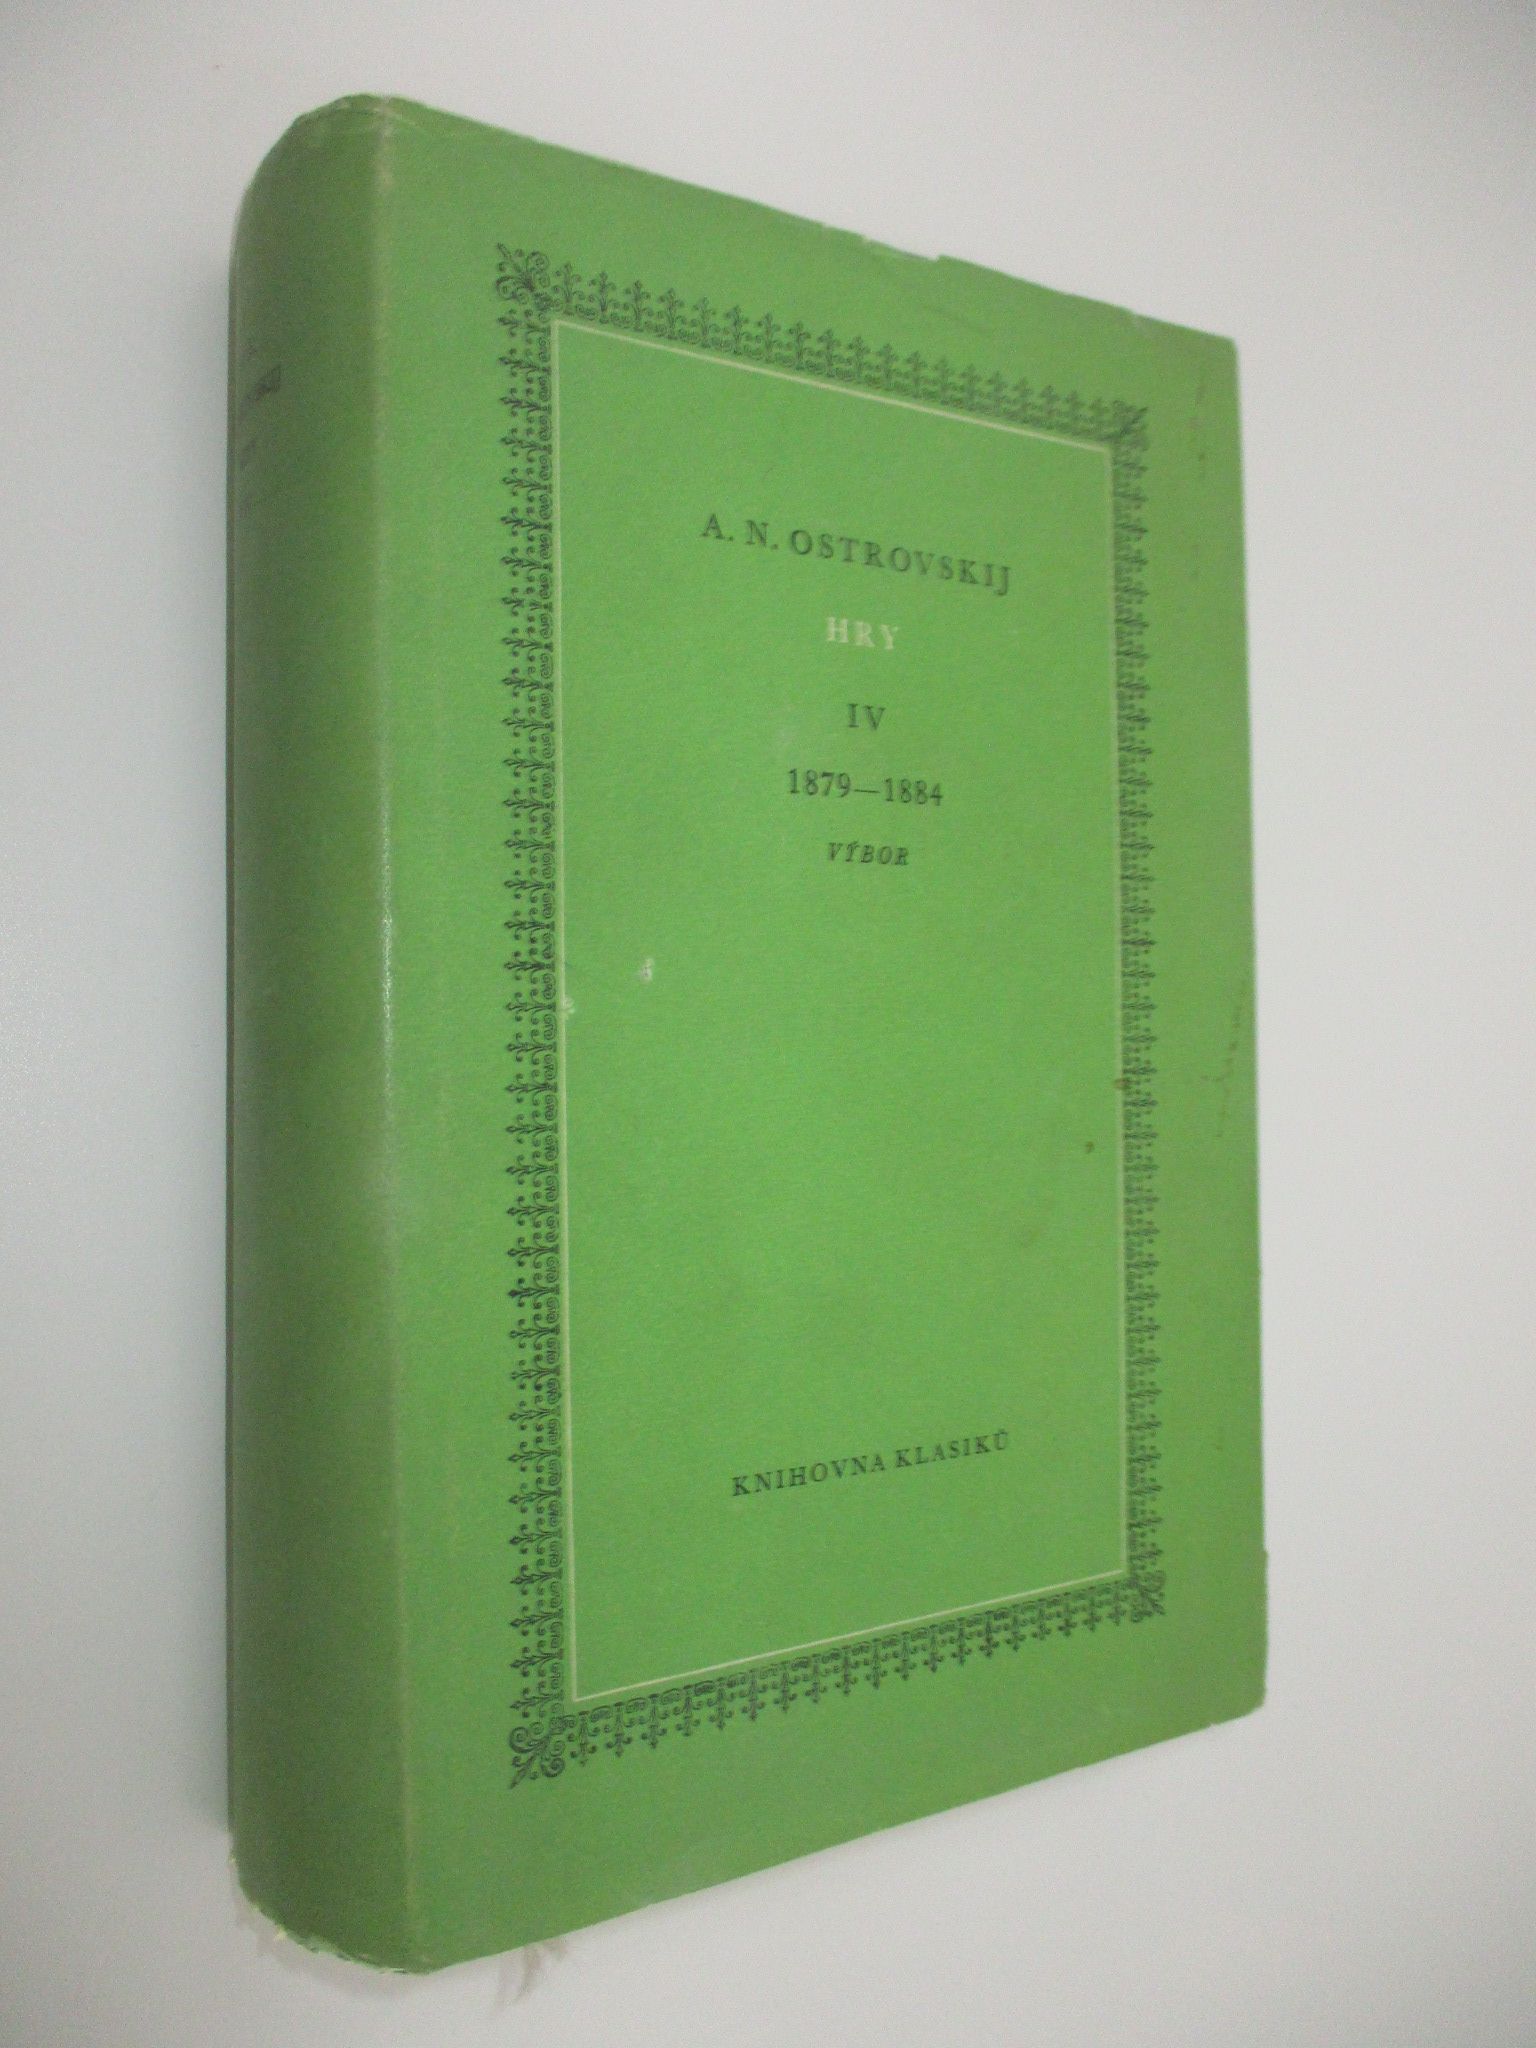 A. N. OSTROVSKIJ
HRY
IV
1879—1884
VÝBOR
KNIHOVNA KLASIKŮ